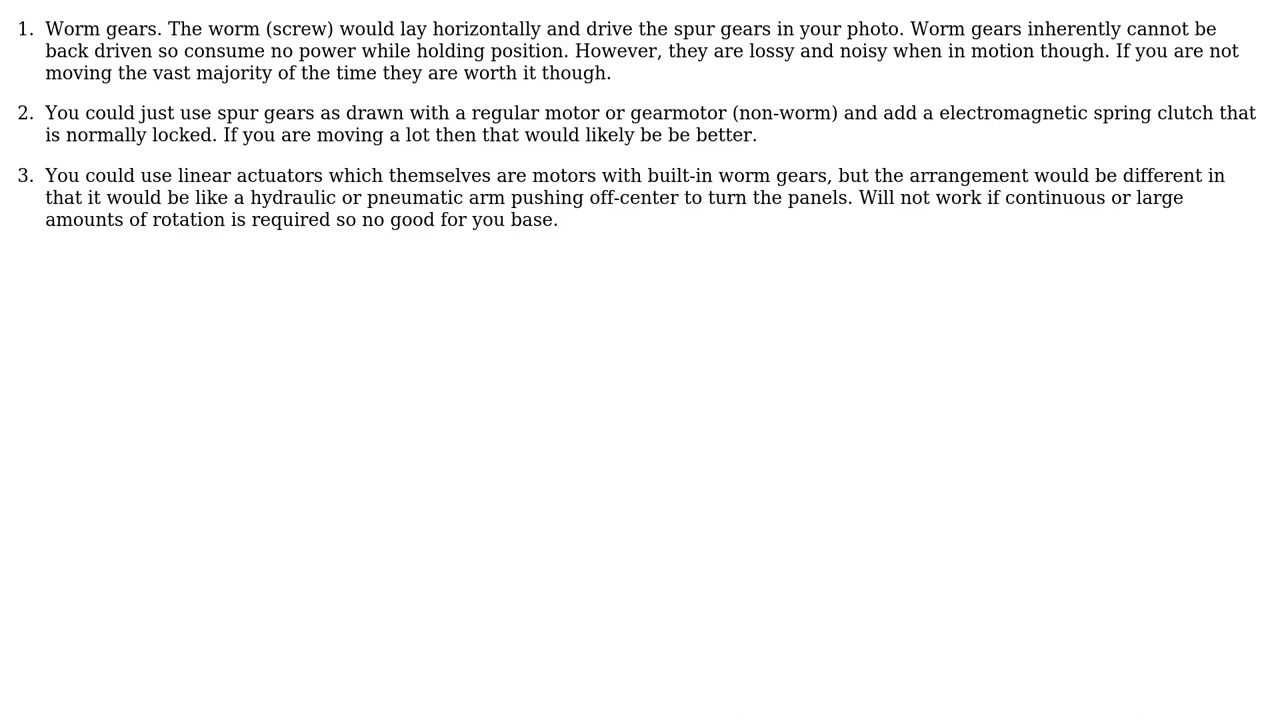 1. Worm gears. The worm (screw) would lay horizontally and drive the spur gears in your photo. Worm gears inherently cannot be
back driven so consume no power while holding position. However, they are lossy and noisy when in motion though. If you are not
moving the vast majority of the time they are worth it though.
2. You could just use spur gears as drawn with a regular motor or gearmotor (non-worm) and add a electromagnetic spring clutch that
is normally locked. If you are moving a lot then that would likely be be better.
3. You could use linear actuators which themselves are motors with built-in worm gears, but the arrangement would be different in
that it would be like a hydraulic or pneumatic arm pushing off-center to turn the panels. Will not work if continuous or large
amounts of rotation is required so no good for you base.